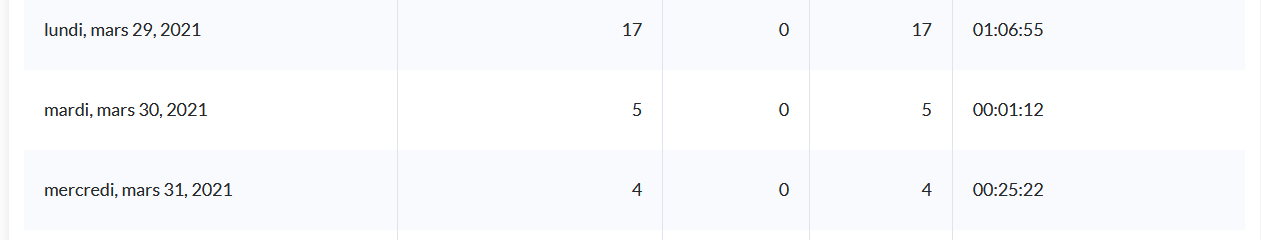 lundi, mars 29, 2021 17 0 17 01:06:55
mardi, mars 30, 2021 5 0 5 00:01:12
mercredi, mars 31, 2021 4 0 4 00:25:22